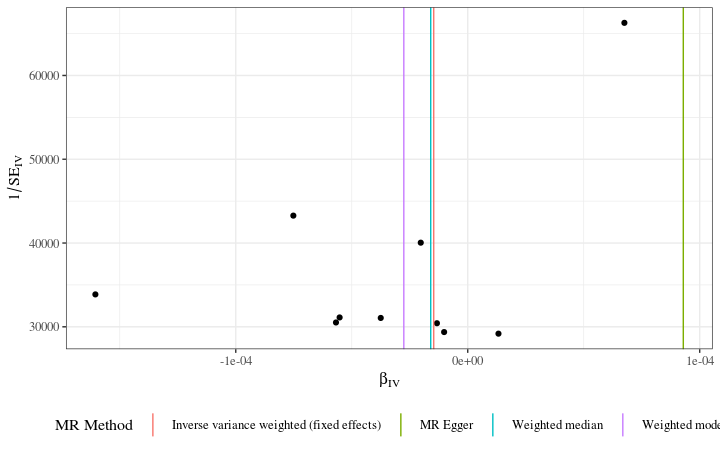 60000
50000
40000
30000
1/SE_IV
-1e-04
0e+00
1e-04
β_IV
MR Method
Inverse variance weighted (fixed effects)
MR Egger
Weighted median
Weighted mode